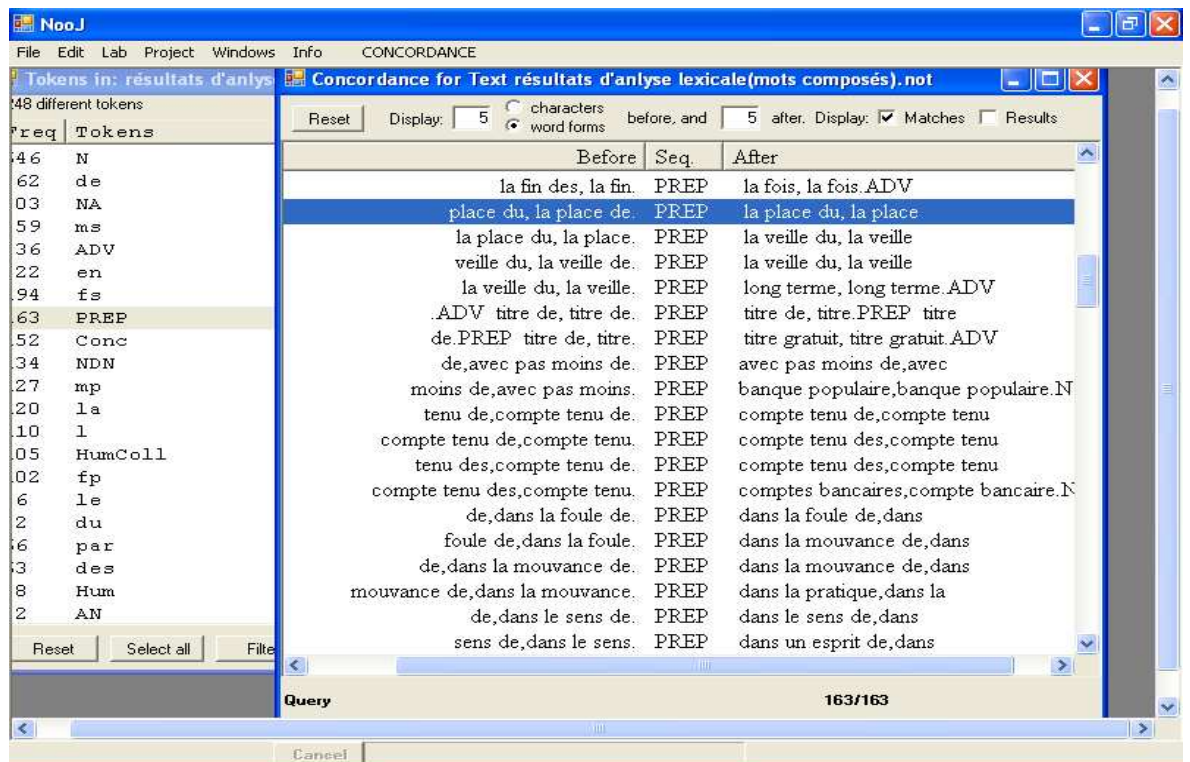 NooJ
File Edit Lab Project Windows Info CONCORDANCE
Tokens in: résultats d'anlys
48 different tokens
Freq Tokens
46 N
62 de
03 NA
59 ms
36 ADV
22 en
94 fs
63 PREP
52 Conc
34 NDN
27 mp
20 la
10 l
05 HumColl
02 fp
6 le
2 du
6 par
3 des
8 Hum
2 AN
Reset Select all Filte
Concordance for Text résultats d'anlyse lexicale(mots composés).not
Reset Display: 5 characters word forms before, and 5 after. Display: Matches Results
Before Seq. After
la fin des, la fin. PREP la fois, la fois.ADV
place du, la place de. PREP la place du, la place
la place du, la place. PREP la veille du, la veille
veille du, la veille de. PREP la veille du, la veille
la veille du, la veille. PREP long terme, long terme.ADV
.ADV titre de, titre de. PREP titre de, titre.PREP titre
de.PREP titre de, titre. PREP titre gratuit, titre gratuit.ADV
de,avec pas moins de. PREP avec pas moins de,avec
moins de,avec pas moins. PREP banque populaire,banque populaire.N
tenu de,compte tenu de. PREP compte tenu de,compte tenu
compte tenu de,compte tenu. PREP compte tenu des,compte tenu
tenu des,compte tenu de. PREP compte tenu des,compte tenu
compte tenu des,compte tenu. PREP comptes bancaires,compte bancaire.N
de,dans la foule de. PREP dans la foule de,dans
foule de,dans la foule. PREP dans la mouvance de,dans
de,dans la mouvance de. PREP dans la mouvance de,dans
mouvance de,dans la mouvance. PREP dans la pratique,dans la
de,dans le sens de. PREP dans le sens de,dans
sens de,dans le sens. PREP dans un esprit de,dans
Query 163/163
Cancel